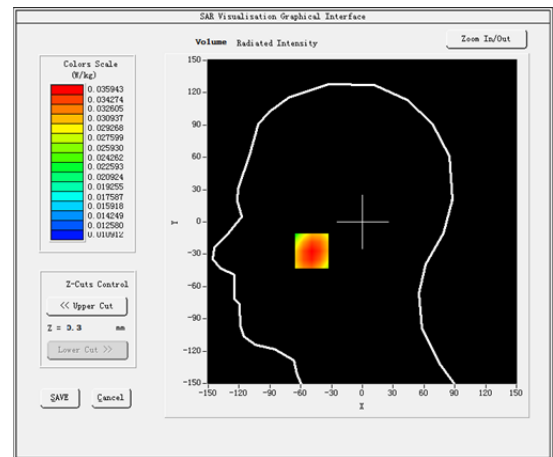 SAR Visualisation Graphical Interface
Volume Radiated Intensity
Zoom In/Out
Colors Scale
(W/kg)
0.035943
0.034274
0.032605
0.030937
0.029268
0.027599
0.025930
0.024262
0.022593
0.020924
0.019255
0.017587
0.015918
0.014249
0.012580
0.010912
Z-Cuts Control
<< Upper Cut
Z = 0.3 mm
Lower Cut >>
SAVE Cancel
150
120
90
60
30
0
-30
-60
-90
-120
-150
Y
-150 -120 -90 -60 -30 0 30 60 90 120 150
X